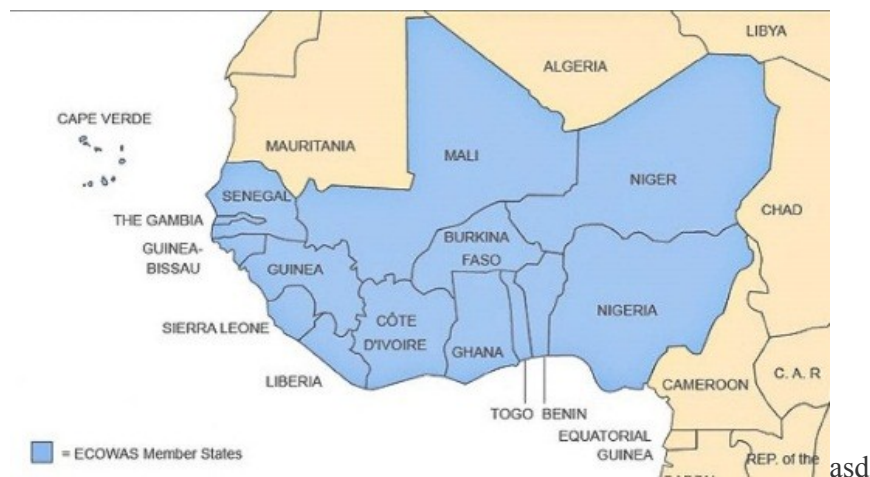 LIBYA
ALGERIA
CAPE VERDE
MAURITANIA
MALI
NIGER
SENEGAL
CHAD
THE GAMBIA
BURKINA
FASO
GUINEA-
BISSAU
GUINEA
NIGERIA
CÔTE
D'IVOIRE
SIERRA LEONE
GHANA
LIBERIA
CAMEROON
C. A. R
TOGO
BENIN
EQUATORIAL
GUINEA
= ECOWAS Member States
REP. of the
asd